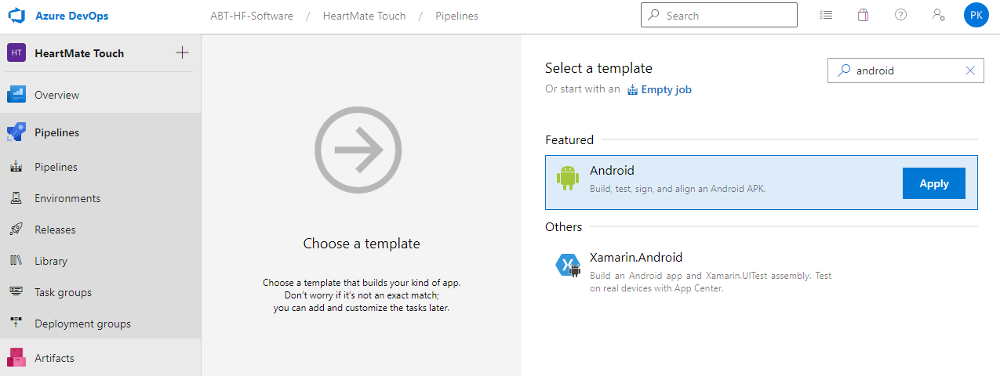 Azure DevOps
ABT-HF-Software / HeartMate Touch / Pipelines
Search
PK
HT
HeartMate Touch
Overview
Pipelines
Pipelines
Environments
Releases
Library
Task groups
Deployment groups
Artifacts
Choose a template
Choose a template that builds your kind of app.
Don't worry if it's not an exact match;
you can add and customize the tasks later.
Select a template
Or start with an Empty job
android
Featured
Android
Build, test, sign, and align an Android APK.
Apply
Others
Xamarin.Android
Build an Android app and Xamarin.UITest assembly. Test
on real devices with App Center.